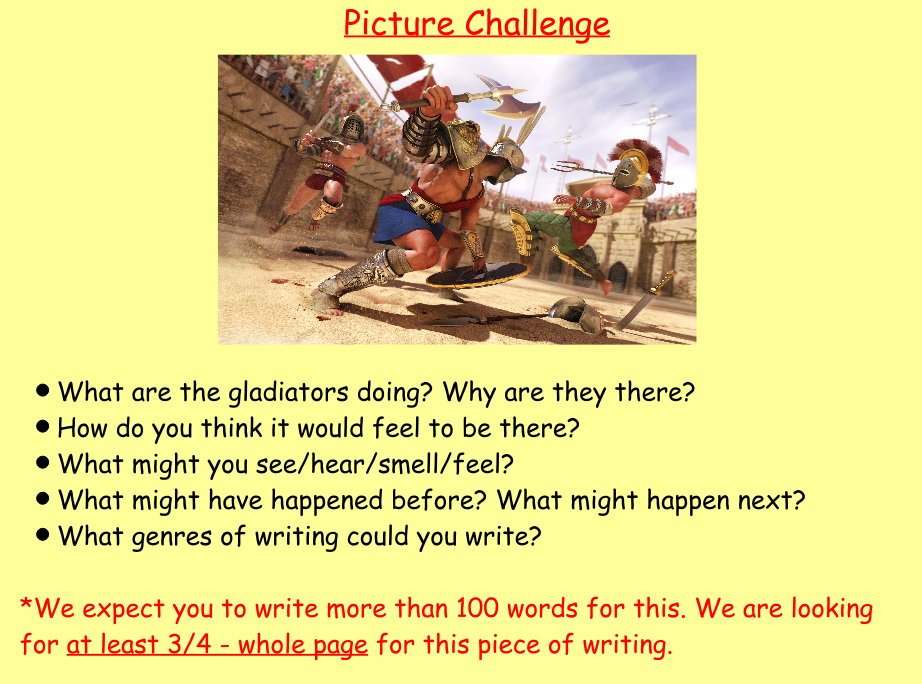 Picture Challenge
• What are the gladiators doing? Why are they there?
• How do you think it would feel to be there?
• What might you see/hear/smell/feel?
• What might have happened before? What might happen next?
• What genres of writing could you write?
*We expect you to write more than 100 words for this. We are looking
for at least 3/4 - whole page for this piece of writing.